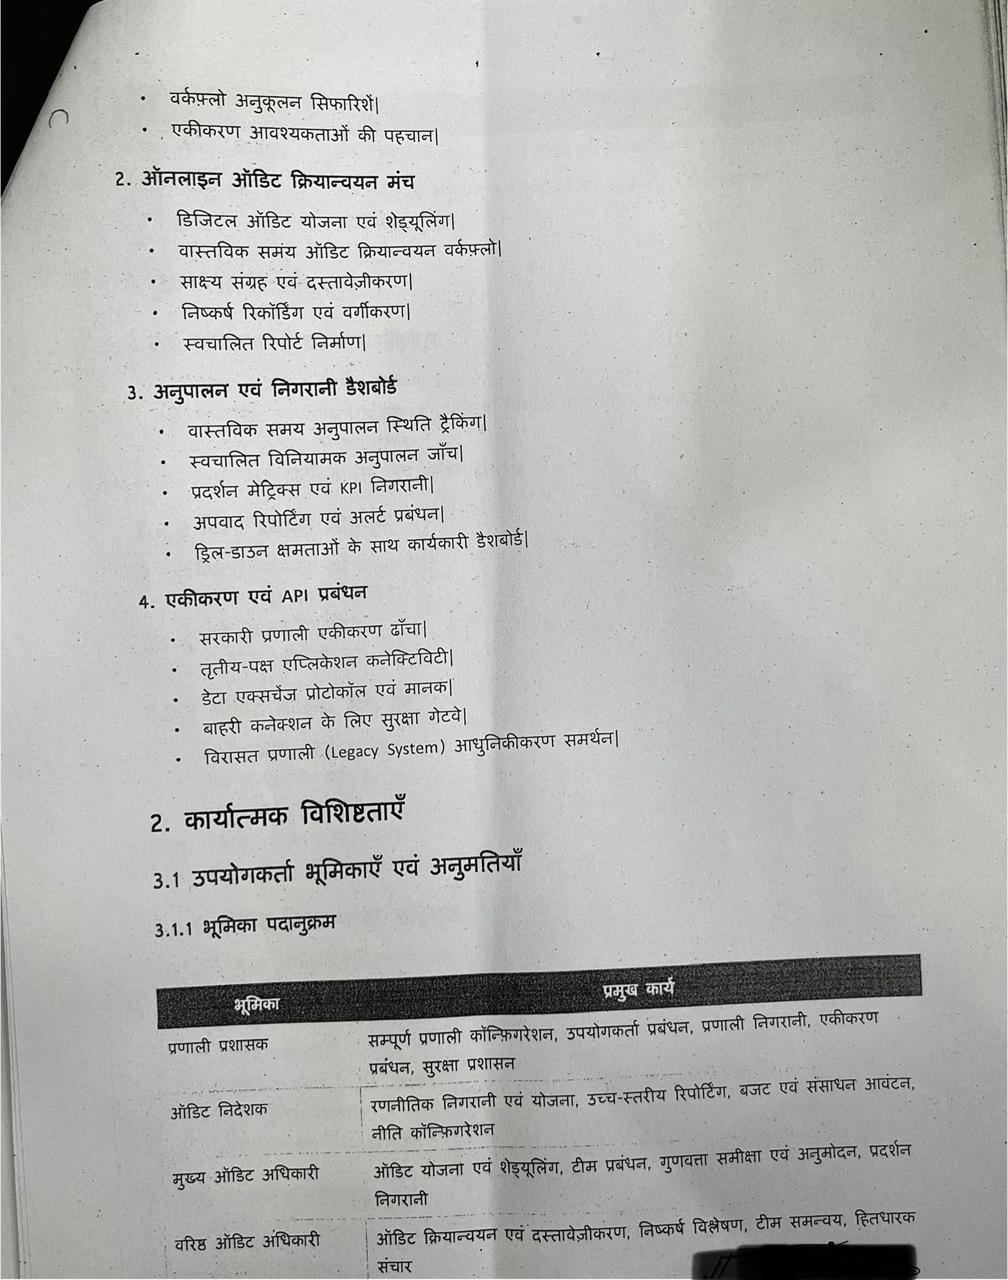 • वर्कफ़्लो अनुकूलन सिफारिशें|
• एकीकरण आवश्यकताओं की पहचान|
2. ऑनलाइन ऑडिट क्रियान्वयन मंच
• डिजिटल ऑडिट योजना एवं शेड्यूलिंग|
• वास्तविक समय ऑडिट क्रियान्वयन वर्कफ़्लो|
• साक्ष्य संग्रह एवं दस्तावेज़ीकरण|
• निष्कर्ष रिकॉर्डिंग एवं वर्गीकरण|
• स्वचालित रिपोर्ट निर्माण|
3. अनुपालन एवं निगरानी डैशबोर्ड
• वास्तविक समय अनुपालन स्थिति ट्रैकिंग|
• स्वचालित विनियामक अनुपालन जाँच|
• प्रदर्शन मेट्रिक्स एवं KPI निगरानी|
• अपवाद रिपोर्टिंग एवं अलर्ट प्रबंधन|
• ड्रिल-डाउन क्षमताओं के साथ कार्यकारी डैशबोर्ड|
4. एकीकरण एवं API प्रबंधन
• सरकारी प्रणाली एकीकरण ढाँचा|
• तृतीय-पक्ष एप्लिकेशन कनेक्टिविटी|
• डेटा एक्सचेंज प्रोटोकॉल एवं मानक|
• बाहरी कनेक्शन के लिए सुरक्षा गेटवे|
• विरासत प्रणाली (Legacy System) आधुनिकीकरण समर्थन|
2. कार्यात्मक विशिष्टताएँ
3.1 उपयोगकर्ता भूमिकाएँ एवं अनुमतियाँ
3.1.1 भूमिका पदानुक्रम
भूमिका प्रमुख कार्य
प्रणाली प्रशासक सम्पूर्ण प्रणाली कॉन्फ़िगरेशन, उपयोगकर्ता प्रबंधन, प्रणाली निगरानी, एकीकरण
प्रबंधन, सुरक्षा प्रशासन
ऑडिट निदेशक रणनीतिक निगरानी एवं योजना, उच्च-स्तरीय रिपोर्टिंग, बजट एवं संसाधन आवंटन,
नीति कॉन्फ़िगरेशन
मुख्य ऑडिट अधिकारी ऑडिट योजना एवं शेड्यूलिंग, टीम प्रबंधन, गुणवत्ता समीक्षा एवं अनुमोदन, प्रदर्शन
निगरानी
वरिष्ठ ऑडिट अधिकारी ऑडिट क्रियान्वयन एवं दस्तावेज़ीकरण, निष्कर्ष विश्लेषण, टीम समन्वय, हितधारक
संचार